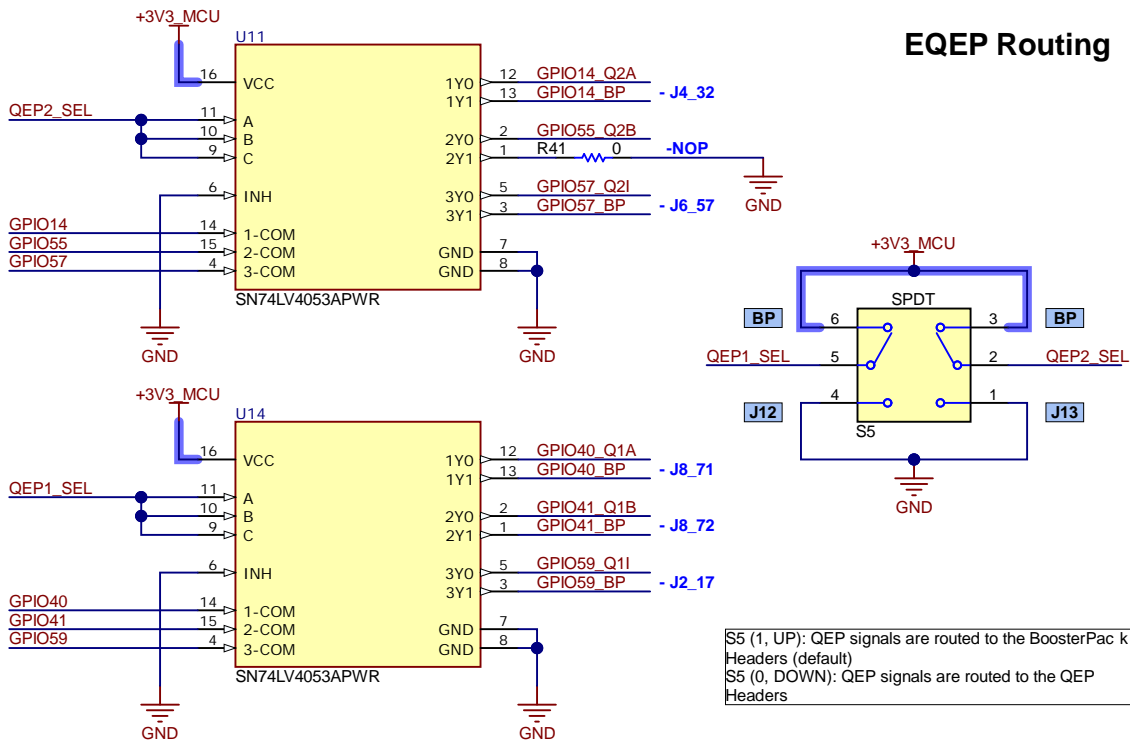 EQEP Routing
+3V3_MCU
U11
16 VCC
1Y0 12 GPIO14_Q2A
1Y1 13 GPIO14_BP - J4_32
QEP2_SEL
11 A
10 B
9 C
2Y0 2 GPIO55_Q2B
2Y1 1 R41 0 -NOP
GND
6 INH
3Y0 5 GPIO57_Q2I
3Y1 3 GPIO57_BP - J6_57
GPIO14 14 1-COM
GPIO55 15 2-COM
GPIO57 4 3-COM
GND 7
GND 8
SN74LV4053APWR
GND
GND
+3V3_MCU
SPDT
BP 6 3 BP
QEP1_SEL 5 2 QEP2_SEL
J12 4 1 J13
S5
GND
+3V3_MCU
U14
16 VCC
1Y0 12 GPIO40_Q1A
1Y1 13 GPIO40_BP - J8_71
QEP1_SEL
11 A
10 B
9 C
2Y0 2 GPIO41_Q1B
2Y1 1 GPIO41_BP - J8_72
6 INH
3Y0 5 GPIO59_Q1I
3Y1 3 GPIO59_BP - J2_17
GPIO40 14 1-COM
GPIO41 15 2-COM
GPIO59 4 3-COM
GND 7
GND 8
SN74LV4053APWR
GND
GND
S5 (1, UP): QEP signals are routed to the BoosterPac k
Headers (default)
S5 (0, DOWN): QEP signals are routed to the QEP
Headers